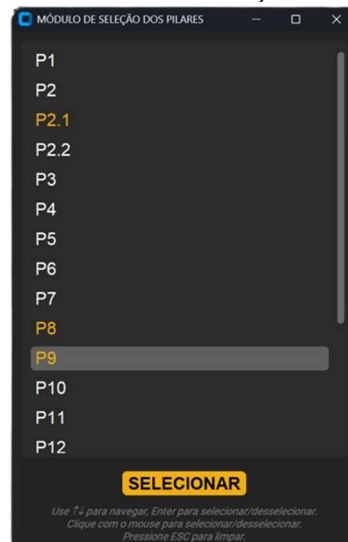 MÓDULO DE SELEÇÃO DOS PILARES
P1
P2
P2.1
P2.2
P3
P4
P5
P6
P7
P8
P9
P10
P11
P12
SELECIONAR
Use ↑↓ para navegar, Enter para selecionar/desselecionar.
Clique com o mouse para selecionar/desselecionar.
Pressione ESC para limpar.